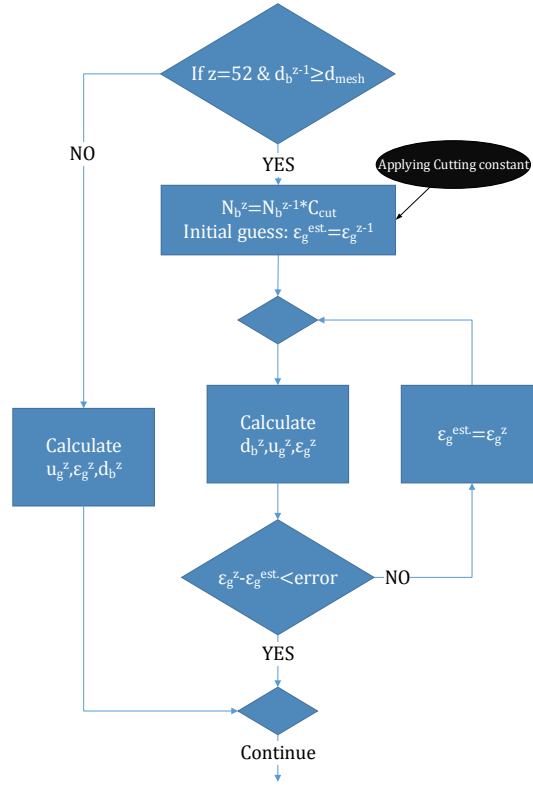 If z=52 & d_b^z-1≥d_mesh
NO
YES
Applying Cutting constant
N_b^z=N_b^z-1*C_cut
Initial guess: ε_g^est.=ε_g^z-1
Calculate
u_g^z,ε_g^z,d_b^z
Calculate
d_b^z,u_g^z,ε_g^z
ε_g^est.=ε_g^z
ε_g^z-ε_g^est.<error
NO
YES
Continue